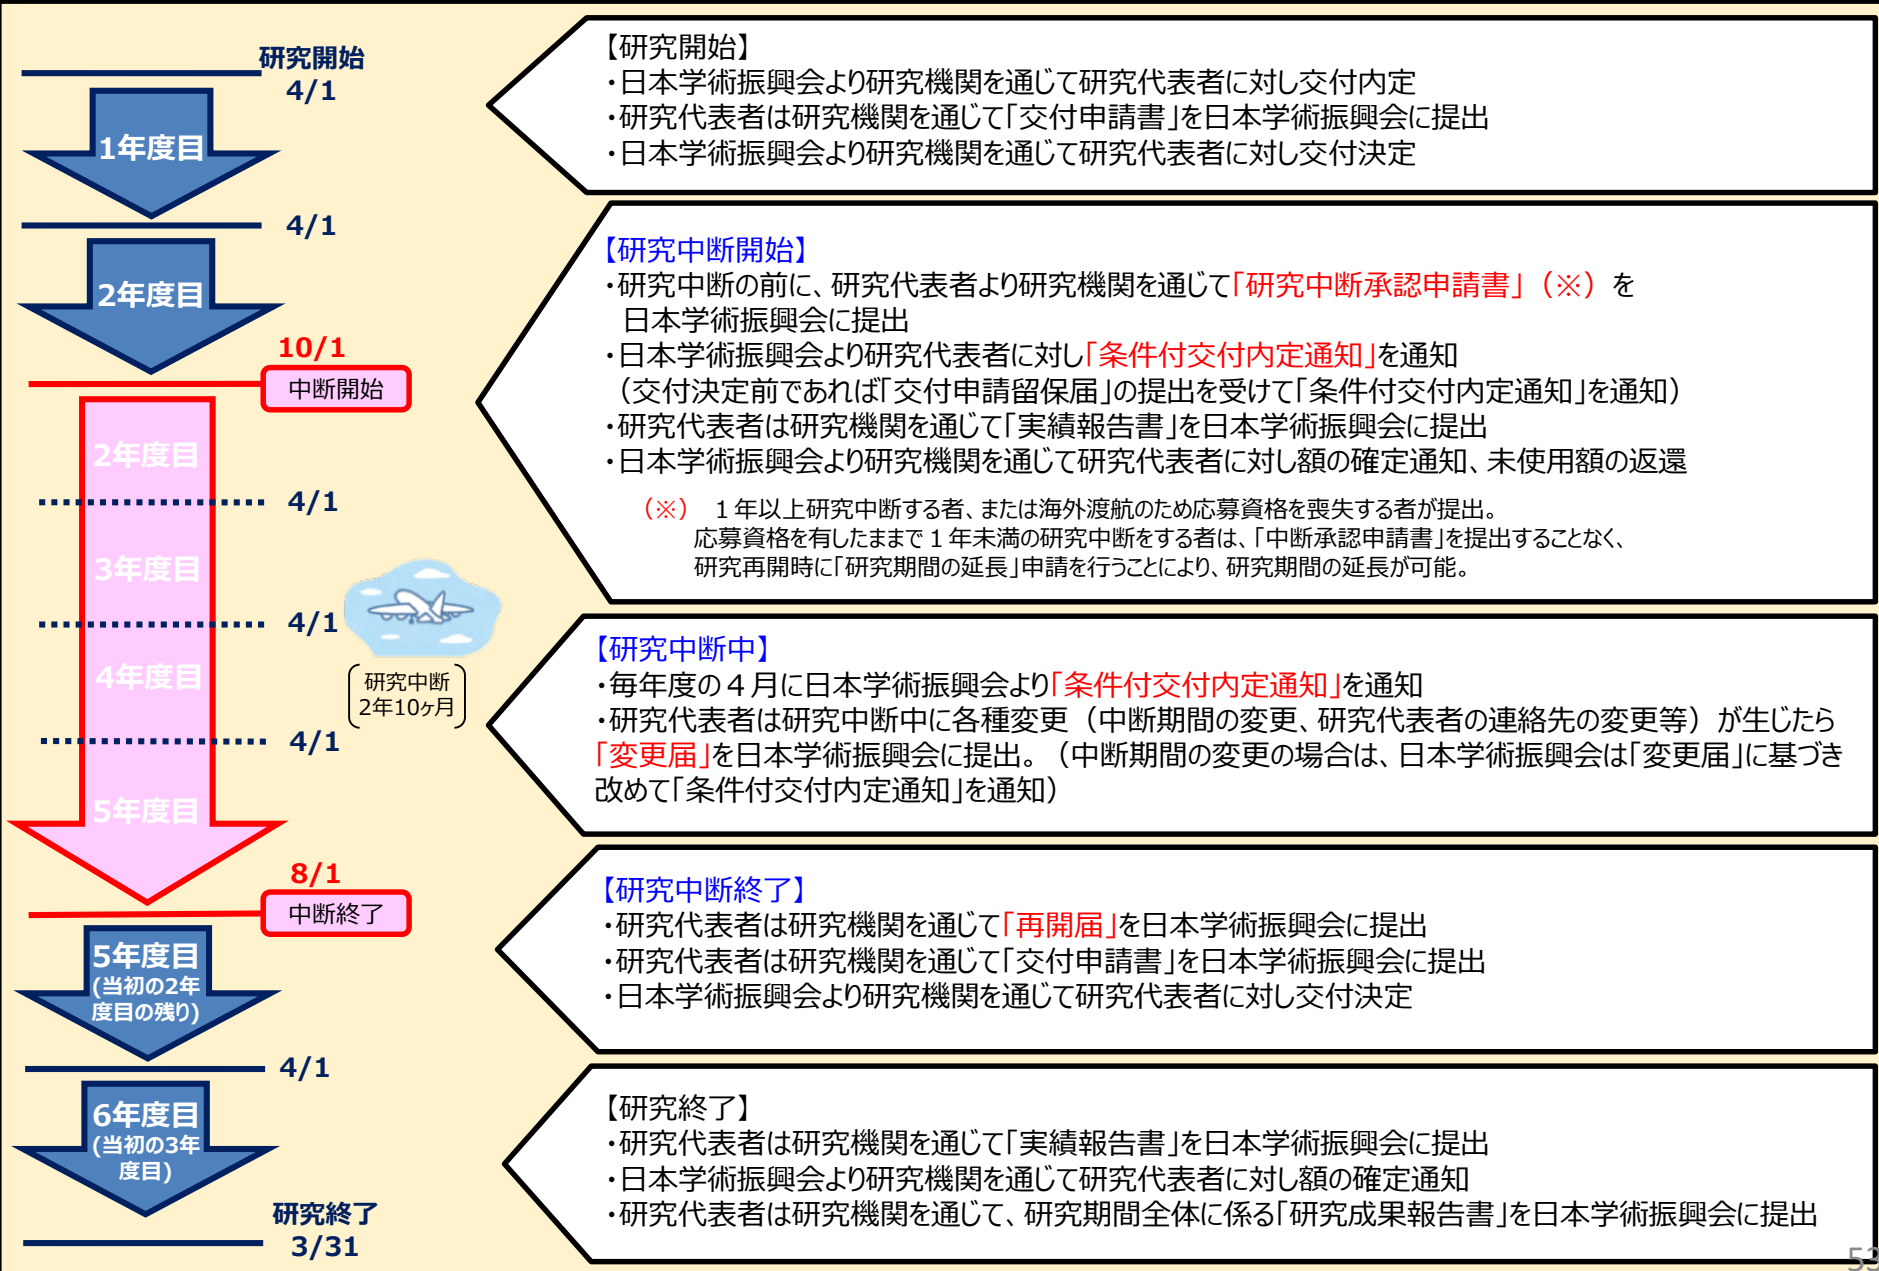 研究開始
4/1
1年度目
4/1
2年度目
10/1
中断開始
2年度目
4/1
3年度目
4/1
4年度目
研究中断
2年10ヶ月
4/1
5年度目
8/1
中断終了
5年度目
(当初の2年
度目の残り)
4/1
6年度目
(当初の3年
度目)
研究終了
3/31
【研究開始】
・日本学術振興会より研究機関を通じて研究代表者に対し交付内定
・研究代表者は研究機関を通じて「交付申請書」を日本学術振興会に提出
・日本学術振興会より研究機関を通じて研究代表者に対し交付決定
【研究中断開始】
・研究中断の前に、研究代表者より研究機関を通じて「研究中断承認申請書」（※）を
日本学術振興会に提出
・日本学術振興会より研究代表者に対し「条件付交付内定通知」を通知
（交付決定前であれば「交付申請留保届」の提出を受けて「条件付交付内定通知」を通知）
・研究代表者は研究機関を通じて「実績報告書」を日本学術振興会に提出
・日本学術振興会より研究機関を通じて研究代表者に対し額の確定通知、未使用額の返還
（※）　１年以上研究中断する者、または海外渡航のため応募資格を喪失する者が提出。
応募資格を有したままで１年未満の研究中断をする者は、「中断承認申請書」を提出することなく、
研究再開時に「研究期間の延長」申請を行うことにより、研究期間の延長が可能。
【研究中断中】
・毎年度の４月に日本学術振興会より「条件付交付内定通知」を通知
・研究代表者は研究中断中に各種変更（中断期間の変更、研究代表者の連絡先の変更等）が生じたら
「変更届」を日本学術振興会に提出。（中断期間の変更の場合は、日本学術振興会は「変更届」に基づき
改めて「条件付交付内定通知」を通知）
【研究中断終了】
・研究代表者は研究機関を通じて「再開届」を日本学術振興会に提出
・研究代表者は研究機関を通じて「交付申請書」を日本学術振興会に提出
・日本学術振興会より研究機関を通じて研究代表者に対し交付決定
【研究終了】
・研究代表者は研究機関を通じて「実績報告書」を日本学術振興会に提出
・日本学術振興会より研究機関を通じて研究代表者に対し額の確定通知
・研究代表者は研究機関を通じて、研究期間全体に係る「研究成果報告書」を日本学術振興会に提出
53